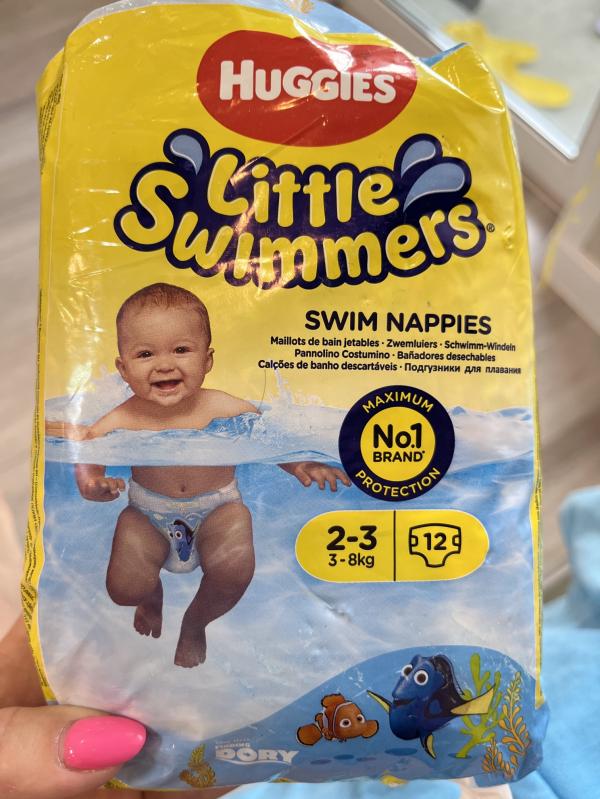 HUGGIES
Little
Swimmers®
SWIM NAPPIES
Maillots de bain jetables · Zwemluiers · Schwimm-Windeln
Pannolino Costumino · Bañadores desechables
Calções de banho descartáveis · Подгузники для плавания
MAXIMUM
No.1
BRAND*
PROTECTION
2-3
3-8kg
12
FINDING
DORY